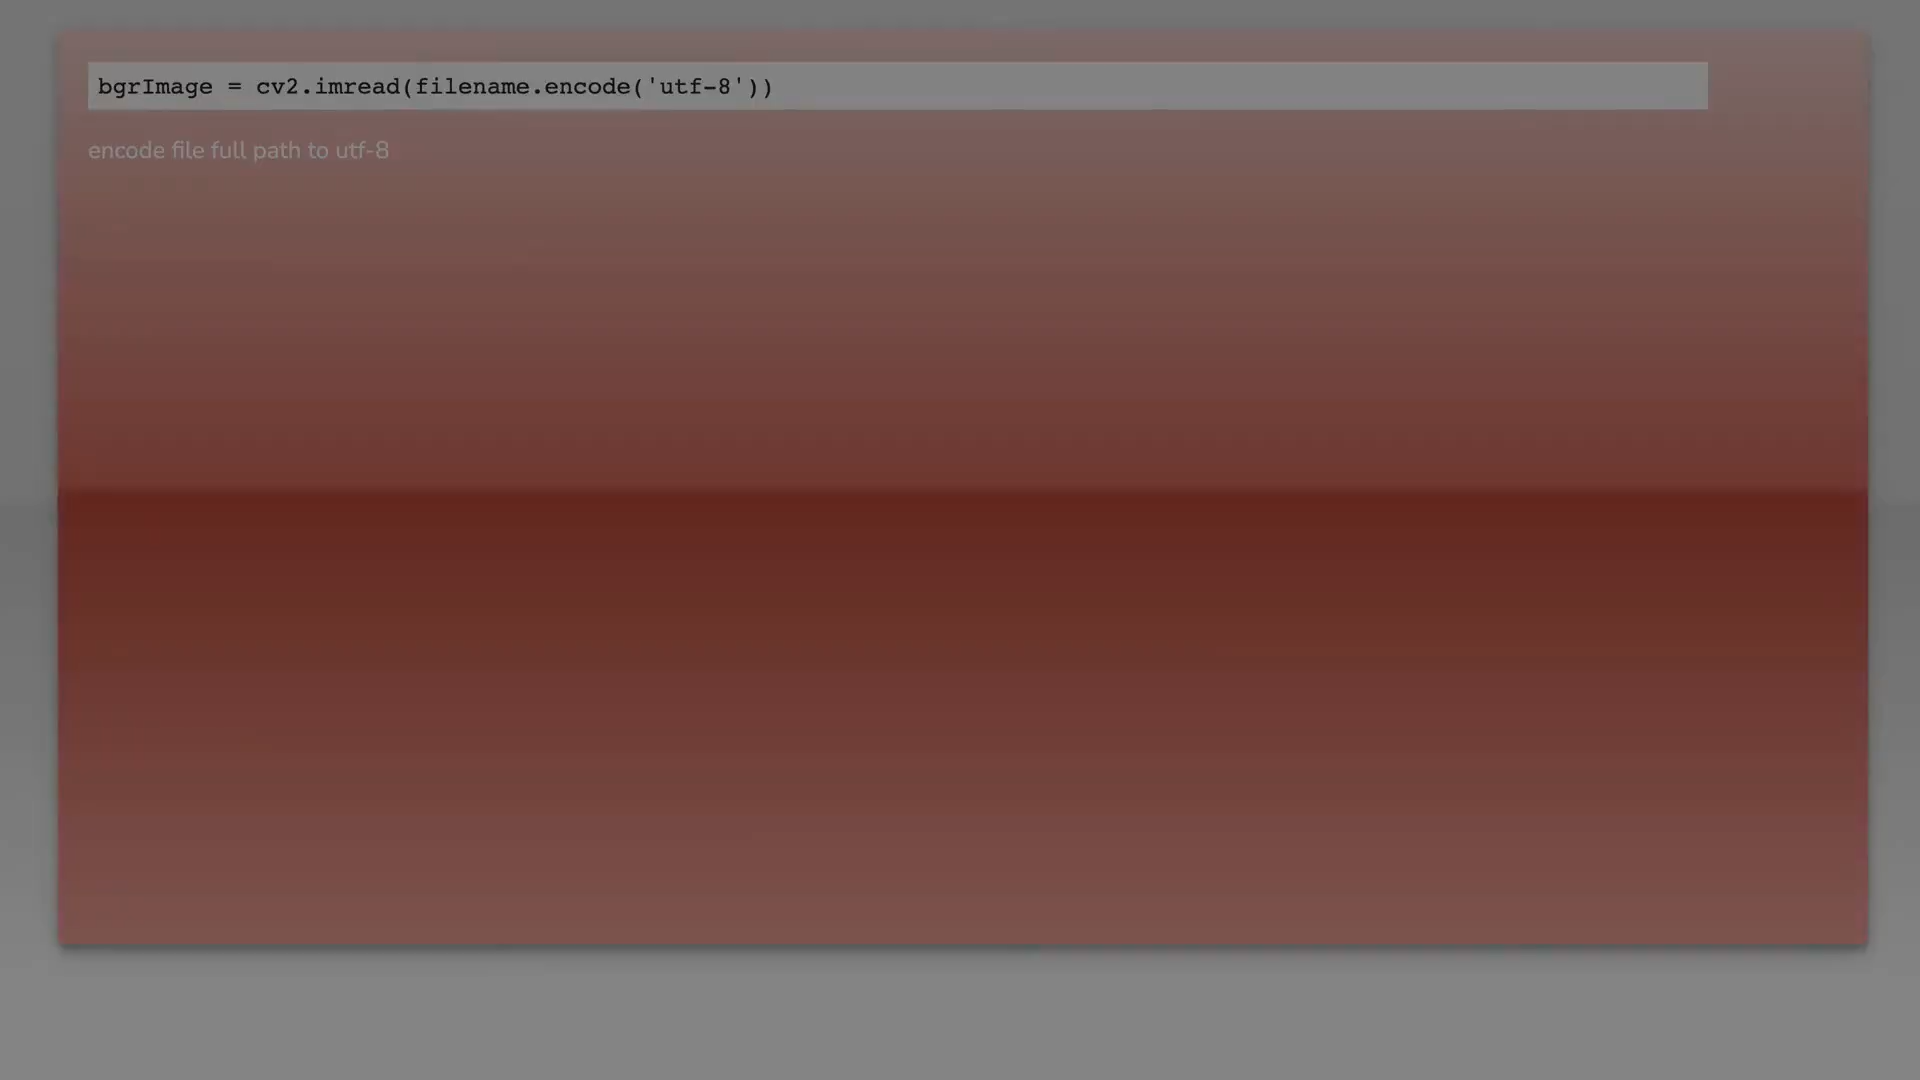 bgrImage = cv2.imread(filename.encode('utf-8'))
encode file full path to utf-8